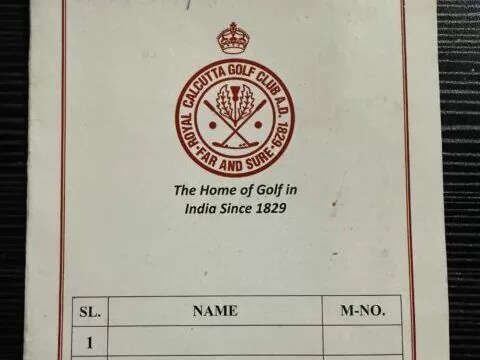 ROYAL CALCUTTA GOLF CLUB A.D. 1829
FAR AND SURE
The Home of Golf in
India Since 1829
SL. NAME M-NO.
1